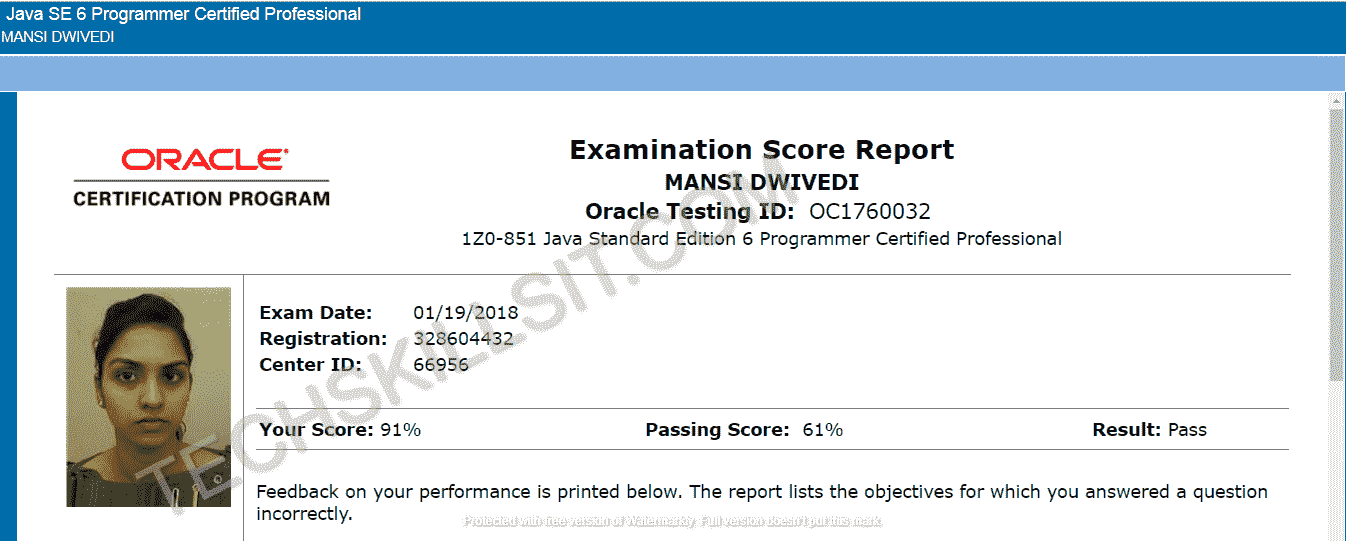 Java SE 6 Programmer Certified Professional
MANSI DWIVEDI
ORACLE
CERTIFICATION PROGRAM
Examination Score Report
MANSI DWIVEDI
Oracle Testing ID: OC1760032
1Z0-851 Java Standard Edition 6 Programmer Certified Professional
Exam Date: 01/19/2018
Registration: 328604432
Center ID: 66956
Your Score: 91% Passing Score: 61% Result: Pass
Feedback on your performance is printed below. The report lists the objectives for which you answered a question
incorrectly.
TECHSKILLSIT.COM
Protected with free version of Watermarkly. Full version doesn't put this mark.